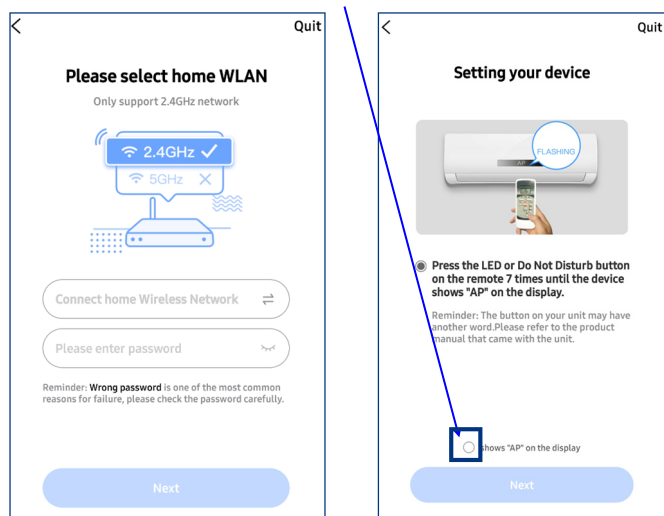 Quit
Please select home WLAN
Only support 2.4GHz network
2.4GHz
5GHz
Connect home Wireless Network
Please enter password
Reminder: Wrong password is one of the most common
reasons for failure, please check the password carefully.
Next
Quit
Setting your device
FLASHING
AP
Press the LED or Do Not Disturb button
on the remote 7 times until the device
shows "AP" on the display.
Reminder: The button on your unit may have
another word.Please refer to the product
manual that came with the unit.
shows "AP" on the display
Next